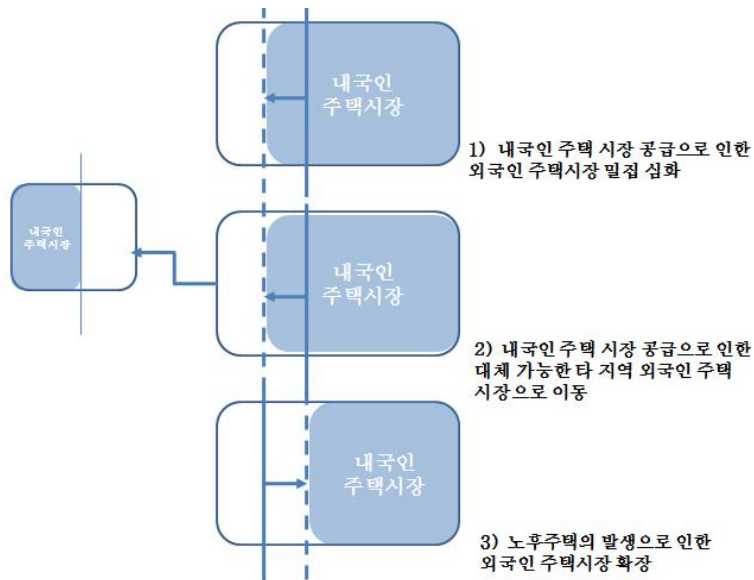 내국인
주택시장
1) 내국인 주택 시장 공급으로 인한
외국인 주택시장 밀집 심화
내국인
주택시장
내국인
주택시장
2) 내국인 주택 시장 공급으로 인한
대체 가능한 타 지역 외국인 주택
시장으로 이동
내국인
주택시장
3) 노후주택의 발생으로 인한
외국인 주택시장 확장